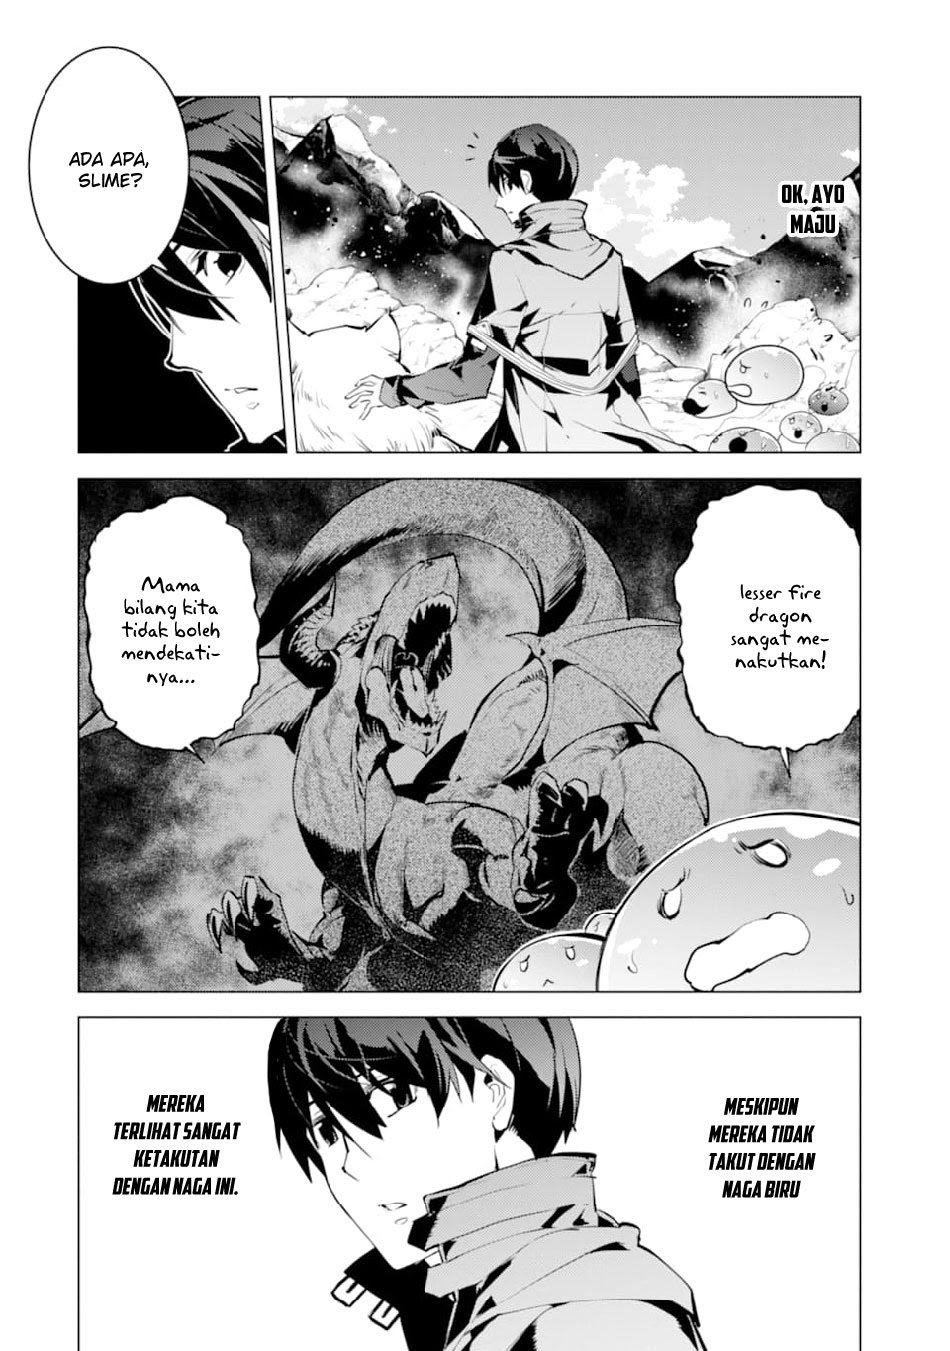 OK, AYO
MAJU
ADA APA,
SLIME?
lesser fire
dragon
sangat me-
nakutkan!
Mama
bilang kita
tidak boleh
mendekati-
nya...
MESKIPUN
MEREKA TIDAK
TAKUT DENGAN
NAGA BIRU
MEREKA
TERLIHAT SANGAT
KETAKUTAN
DENGAN NAGA INI.